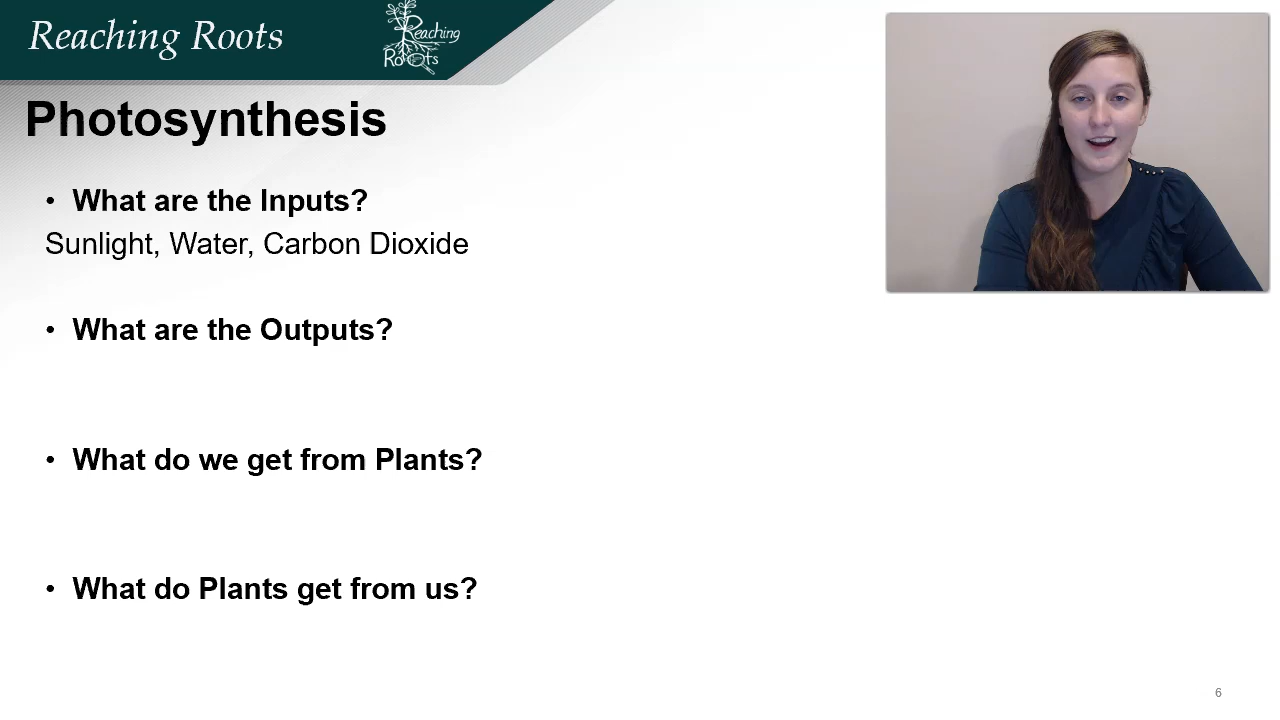 Reaching Roots
Reaching
Roots
Photosynthesis
• What are the Inputs?
Sunlight, Water, Carbon Dioxide
• What are the Outputs?
• What do we get from Plants?
• What do Plants get from us?
6